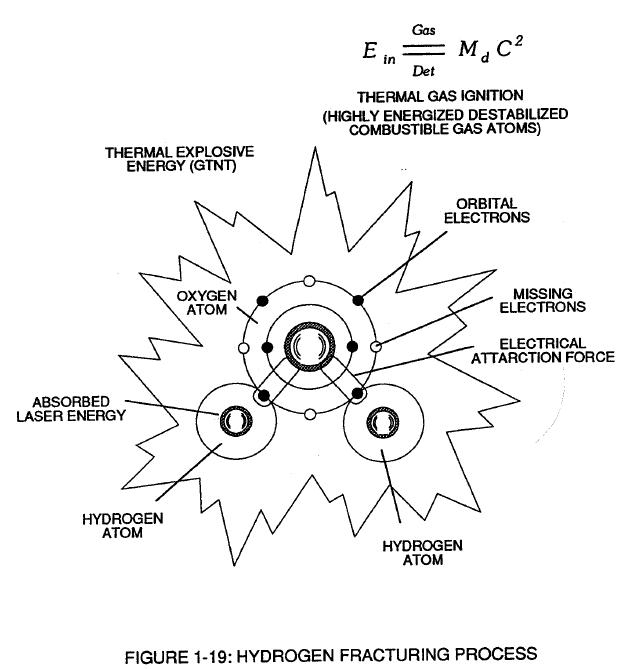 Gas
E in = M d C 2
Det
THERMAL GAS IGNITION
(HIGHLY ENERGIZED DESTABILIZED
COMBUSTIBLE GAS ATOMS)
THERMAL EXPLOSIVE
ENERGY (GTNT)
ORBITAL
ELECTRONS
OXYGEN
ATOM
MISSING
ELECTRONS
ELECTRICAL
ATTARCTION FORCE
ABSORBED
LASER ENERGY
HYDROGEN
ATOM
HYDROGEN
ATOM
FIGURE 1-19: HYDROGEN FRACTURING PROCESS